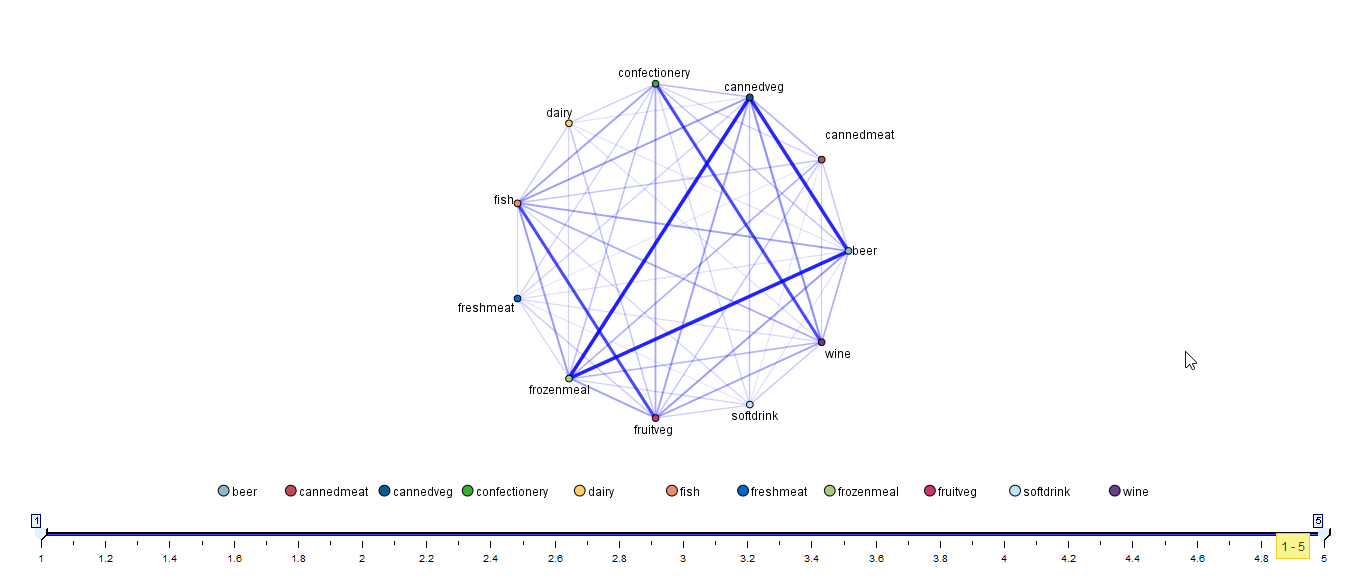 confectionery
cannedveg
dairy
cannedmeat
fish
beer
freshmeat
wine
frozenmeal
softdrink
fruitveg
beer cannedmeat cannedveg confectionery dairy fish freshmeat frozenmeal fruitveg softdrink wine
1 5
1 - 5
1 1.2 1.4 1.6 1.8 2 2.2 2.4 2.6 2.8 3 3.2 3.4 3.6 3.8 4 4.2 4.4 4.6 4.8 5